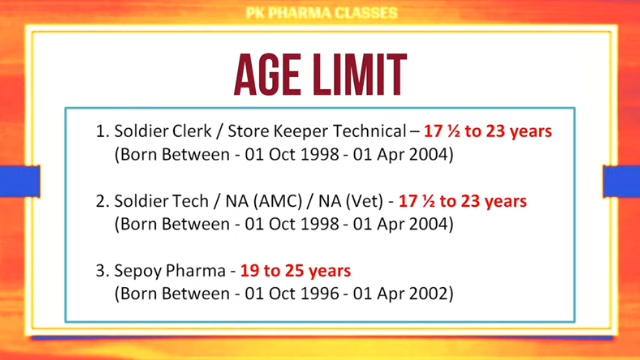 PK PHARMA CLASSES
AGE LIMIT
1. Soldier Clerk / Store Keeper Technical – 17 ½ to 23 years
(Born Between - 01 Oct 1998 - 01 Apr 2004)
2. Soldier Tech / NA (AMC) / NA (Vet) - 17 ½ to 23 years
(Born Between - 01 Oct 1998 - 01 Apr 2004)
3. Sepoy Pharma - 19 to 25 years
(Born Between - 01 Oct 1996 - 01 Apr 2002)